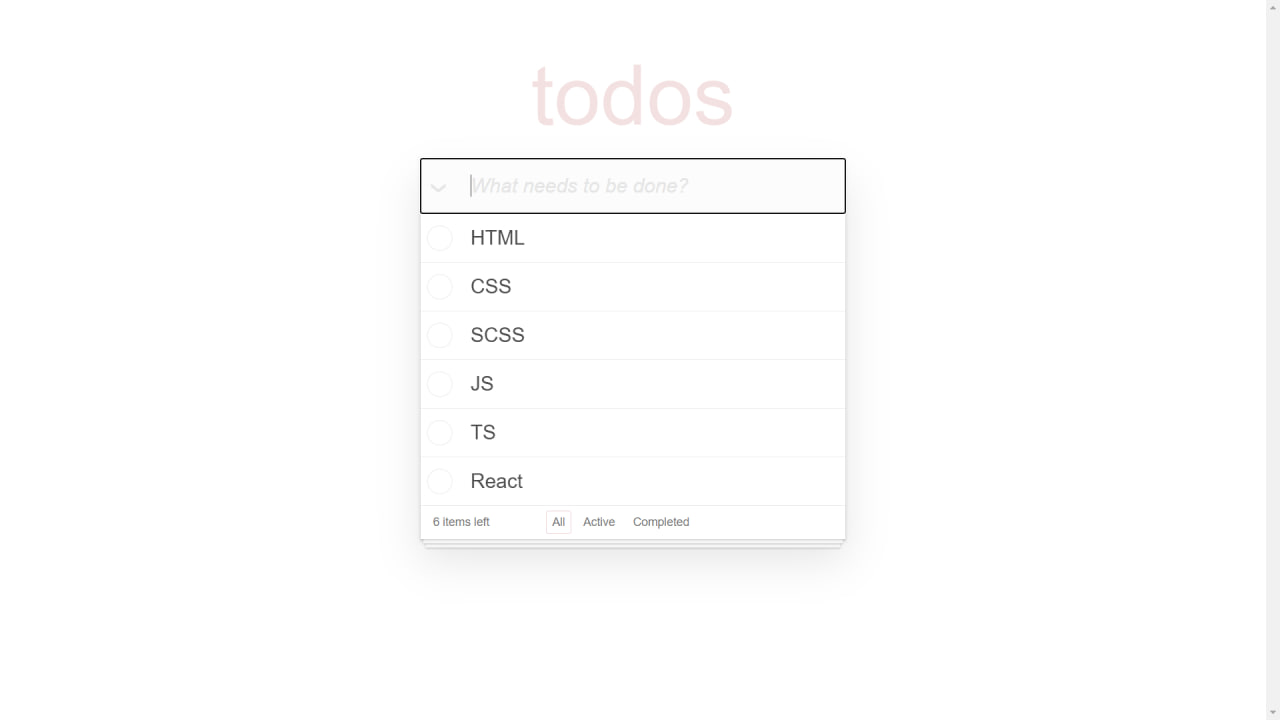 todos
What needs to be done?
HTML
CSS
SCSS
JS
TS
React
6 items left All Active Completed